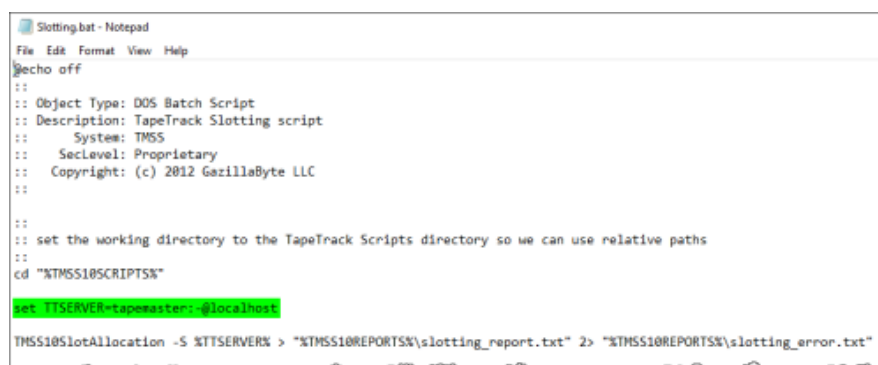 Slotting.bat - Notepad
File Edit Format View Help
@echo off
::
:: Object Type: DOS Batch Script
:: Description: TapeTrack Slotting script
:: System: TMSS
:: SecLevel: Proprietary
:: Copyright: (c) 2012 GazillaByte LLC
::
::
:: set the working directory to the TapeTrack Scripts directory so we can use relative paths
::
cd "%TMSS10SCRIPTS%"
set TTSERVER=tapemaster:-@localhost
TMSS10SlotAllocation -S %TTSERVER% > "%TMSS10REPORTS%\slotting_report.txt" 2> "%TMSS10REPORTS%\slotting_error.txt"